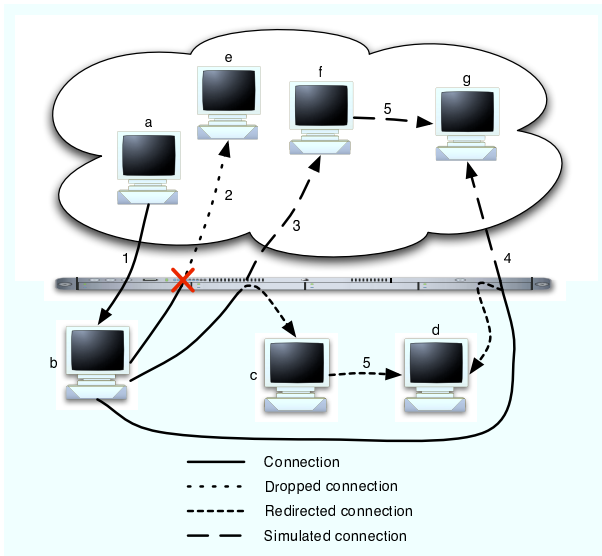 e
f
g
a
5
2
3
1
4
d
b
c
5
Connection
Dropped connection
Redirected connection
Simulated connection